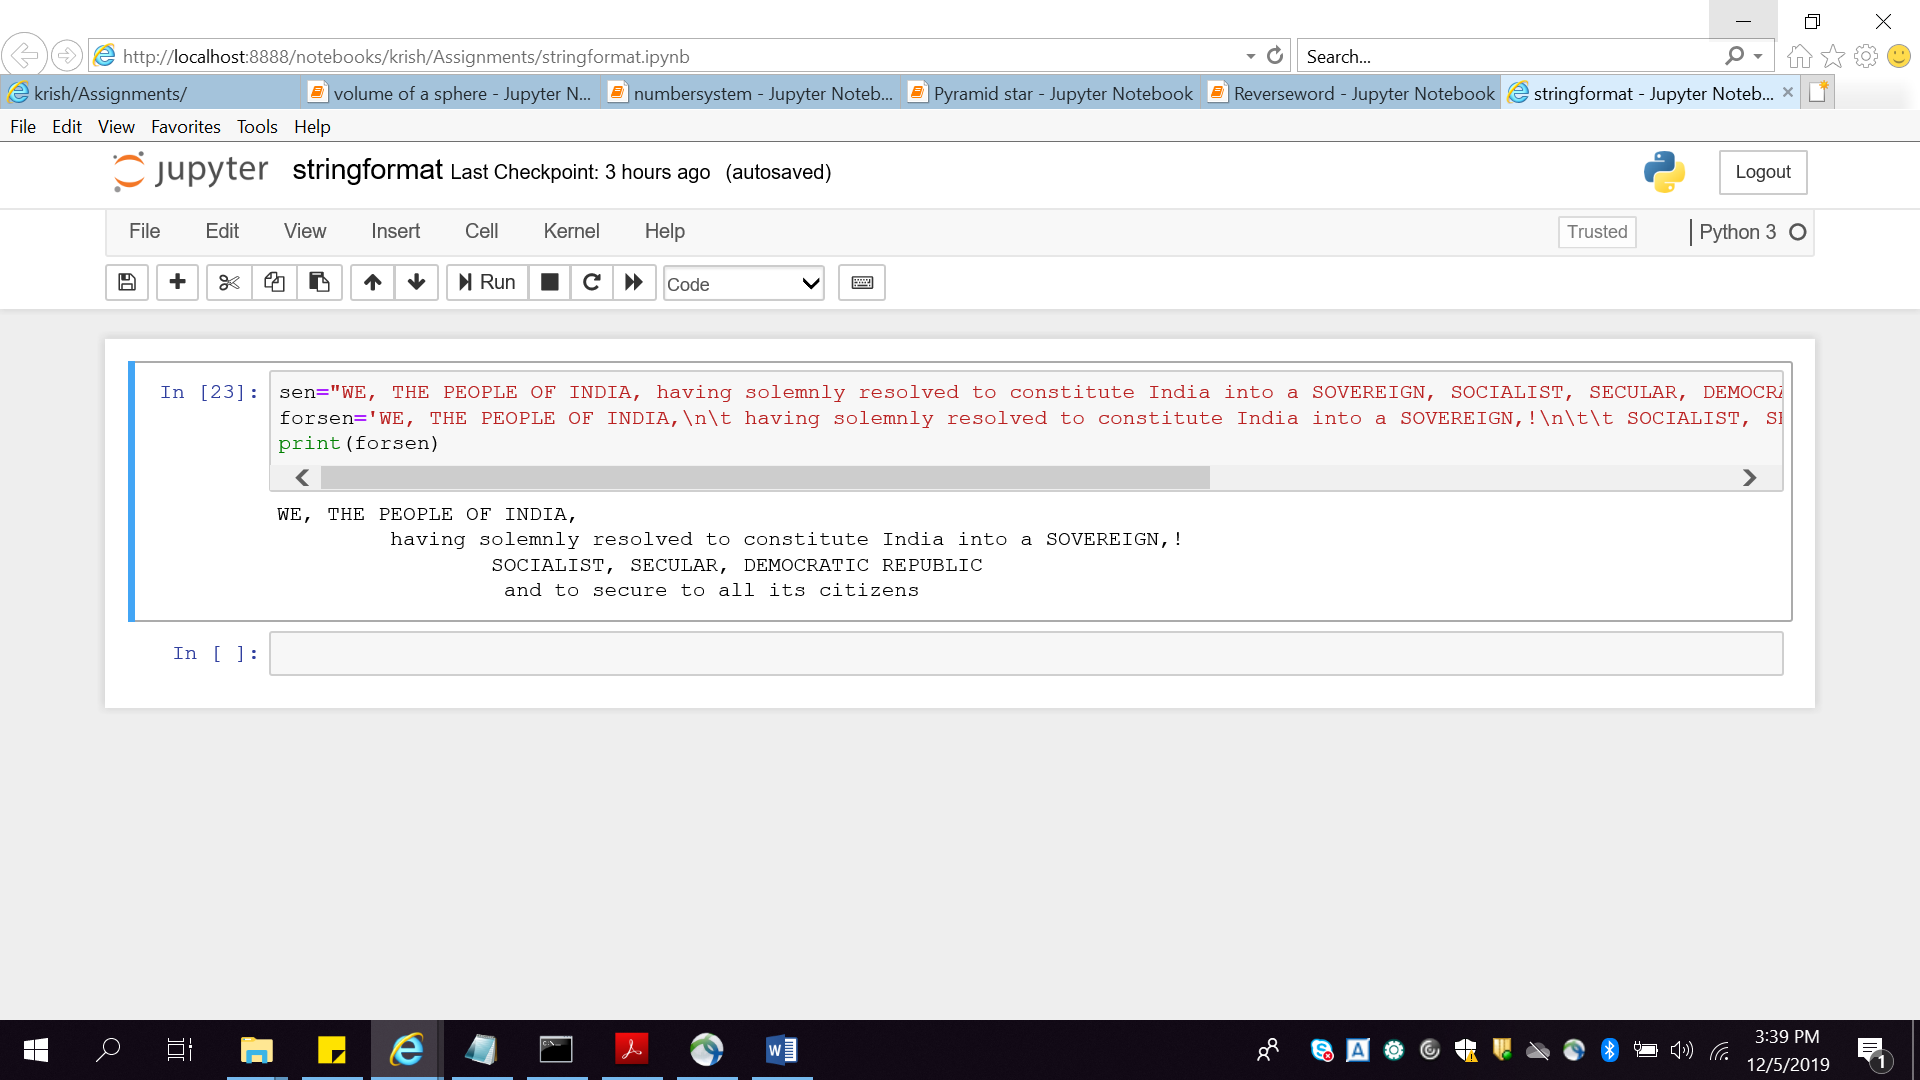 http://localhost:8888/notebooks/krish/Assignments/stringformat.ipynb
Search...
krish/Assignments/
volume of a sphere - Jupyter N...
numbersystem - Jupyter Noteb...
Pyramid star - Jupyter Notebook
Reverseword - Jupyter Notebook
stringformat - Jupyter Noteb...
File Edit View Favorites Tools Help
jupyter stringformat Last Checkpoint: 3 hours ago (autosaved)
Logout
File Edit View Insert Cell Kernel Help
Trusted
Python 3
Run
Code
In [23]:
sen="WE, THE PEOPLE OF INDIA, having solemnly resolved to constitute India into a SOVEREIGN, SOCIALIST, SECULAR, DEMOCRA
forsen='WE, THE PEOPLE OF INDIA,\n\t having solemnly resolved to constitute India into a SOVEREIGN,!\n\t\t SOCIALIST, SE
print(forsen)
WE, THE PEOPLE OF INDIA,
having solemnly resolved to constitute India into a SOVEREIGN,!
SOCIALIST, SECULAR, DEMOCRATIC REPUBLIC
and to secure to all its citizens
In [ ]:
3:39 PM
12/5/2019
1